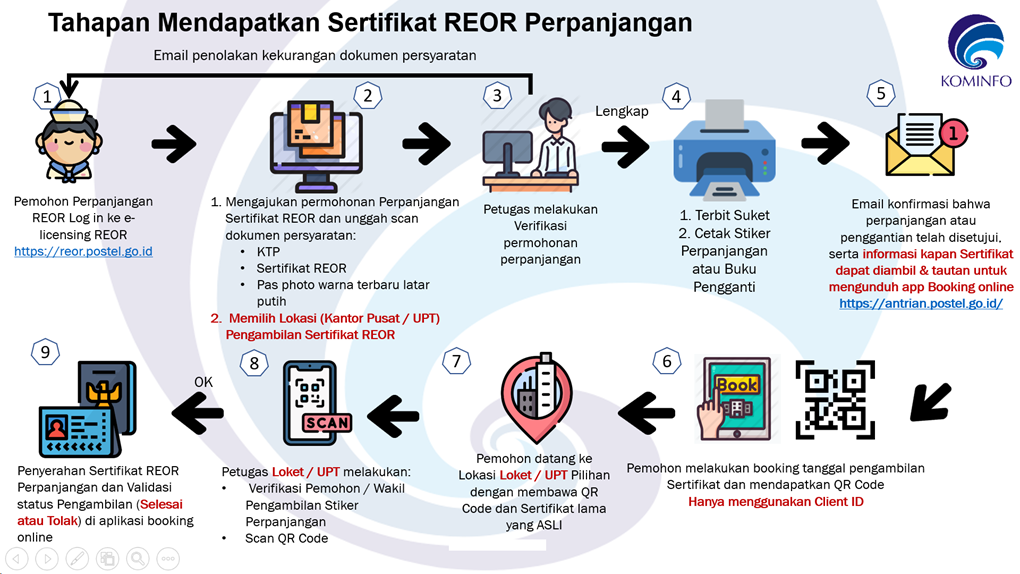 Tahapan Mendapatkan Sertifikat REOR Perpanjangan
KOMINFO
Email penolakan kekurangan dokumen persyaratan
1
Pemohon Perpanjangan
REOR Log in ke e-
licensing REOR
https://reor.postel.go.id
2
1. Mengajukan permohonan Perpanjangan
Sertifikat REOR dan unggah scan
dokumen persyaratan:
• KTP
• Sertifikat REOR
• Pas photo warna terbaru latar
putih
2. Memilih Lokasi (Kantor Pusat / UPT)
Pengambilan Sertifikat REOR
3
Petugas melakukan
Verifikasi
permohonan
perpanjangan
Lengkap
4
1. Terbit Suket
2. Cetak Stiker
Perpanjangan
atau Buku
Pengganti
5
1
Email konfirmasi bahwa
perpanjangan atau
penggantian telah disetujui,
serta informasi kapan Sertifikat
dapat diambil & tautan untuk
mengunduh app Booking online
https://antrian.postel.go.id/
6
Book
Pemohon melakukan booking tanggal pengambilan
Sertifikat dan mendapatkan QR Code
Hanya menggunakan Client ID
7
Pemohon datang ke
Lokasi Loket / UPT Pilihan
dengan membawa QR
Code dan Sertifikat lama
yang ASLI
8
SCAN
Petugas Loket / UPT melakukan:
• Verifikasi Pemohon / Wakil
Pengambilan Stiker
Perpanjangan
• Scan QR Code
OK
9
Penyerahan Sertifikat REOR
Perpanjangan dan Validasi
status Pengambilan (Selesai
atau Tolak) di aplikasi booking
online